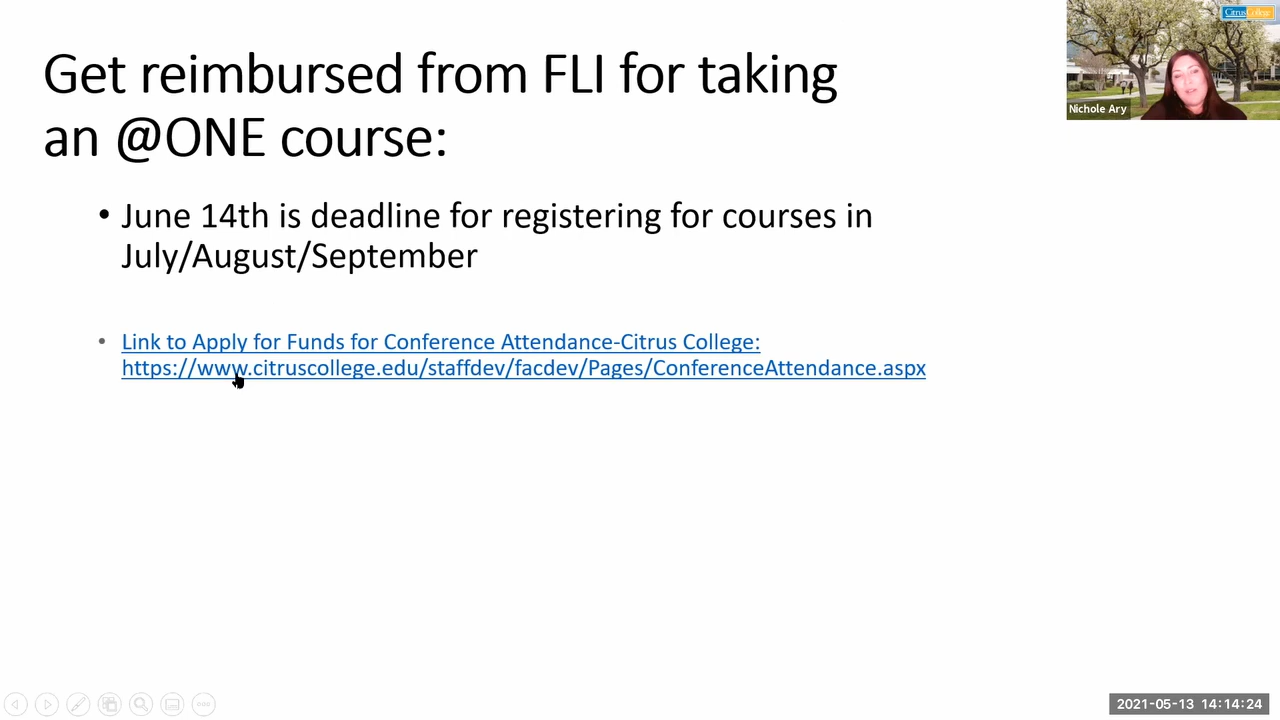 Get reimbursed from FLI for taking
an @ONE course:
• June 14th is deadline for registering for courses in
July/August/September
• Link to Apply for Funds for Conference Attendance-Citrus College:
https://www.citruscollege.edu/staffdev/facdev/Pages/ConferenceAttendance.aspx
CitrusCollege
Nichole Ary
2021-05-13 14:14:24